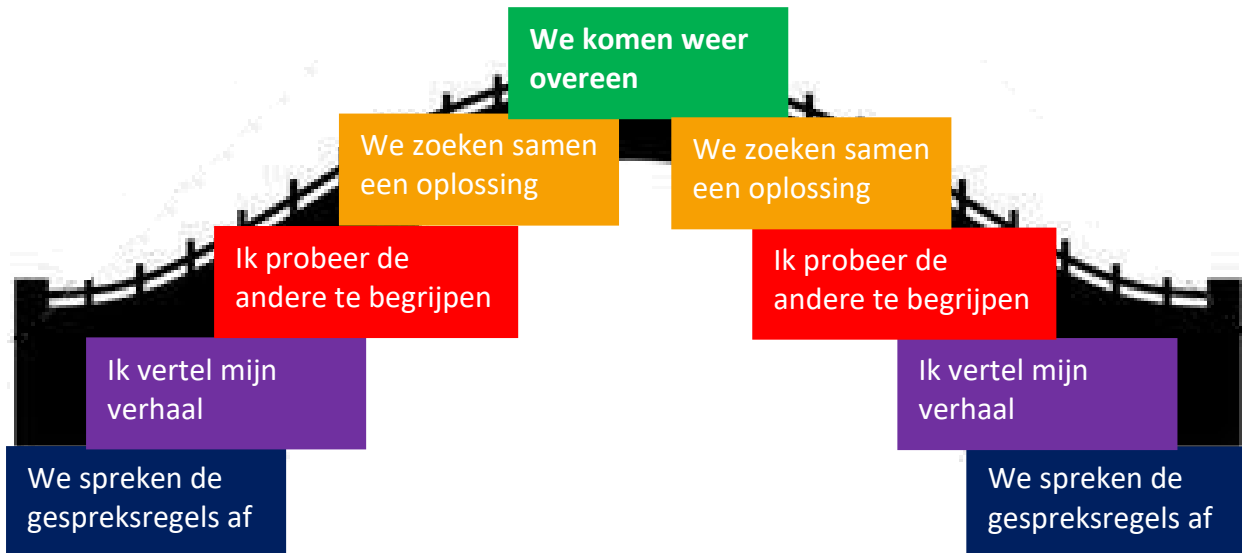 We komen weer
overeen
We zoeken samen
een oplossing
We zoeken samen
een oplossing
Ik probeer de
andere te begrijpen
Ik probeer de
andere te begrijpen
Ik vertel mijn
verhaal
Ik vertel mijn
verhaal
We spreken de
gespreksregels af
We spreken de
gespreksregels af